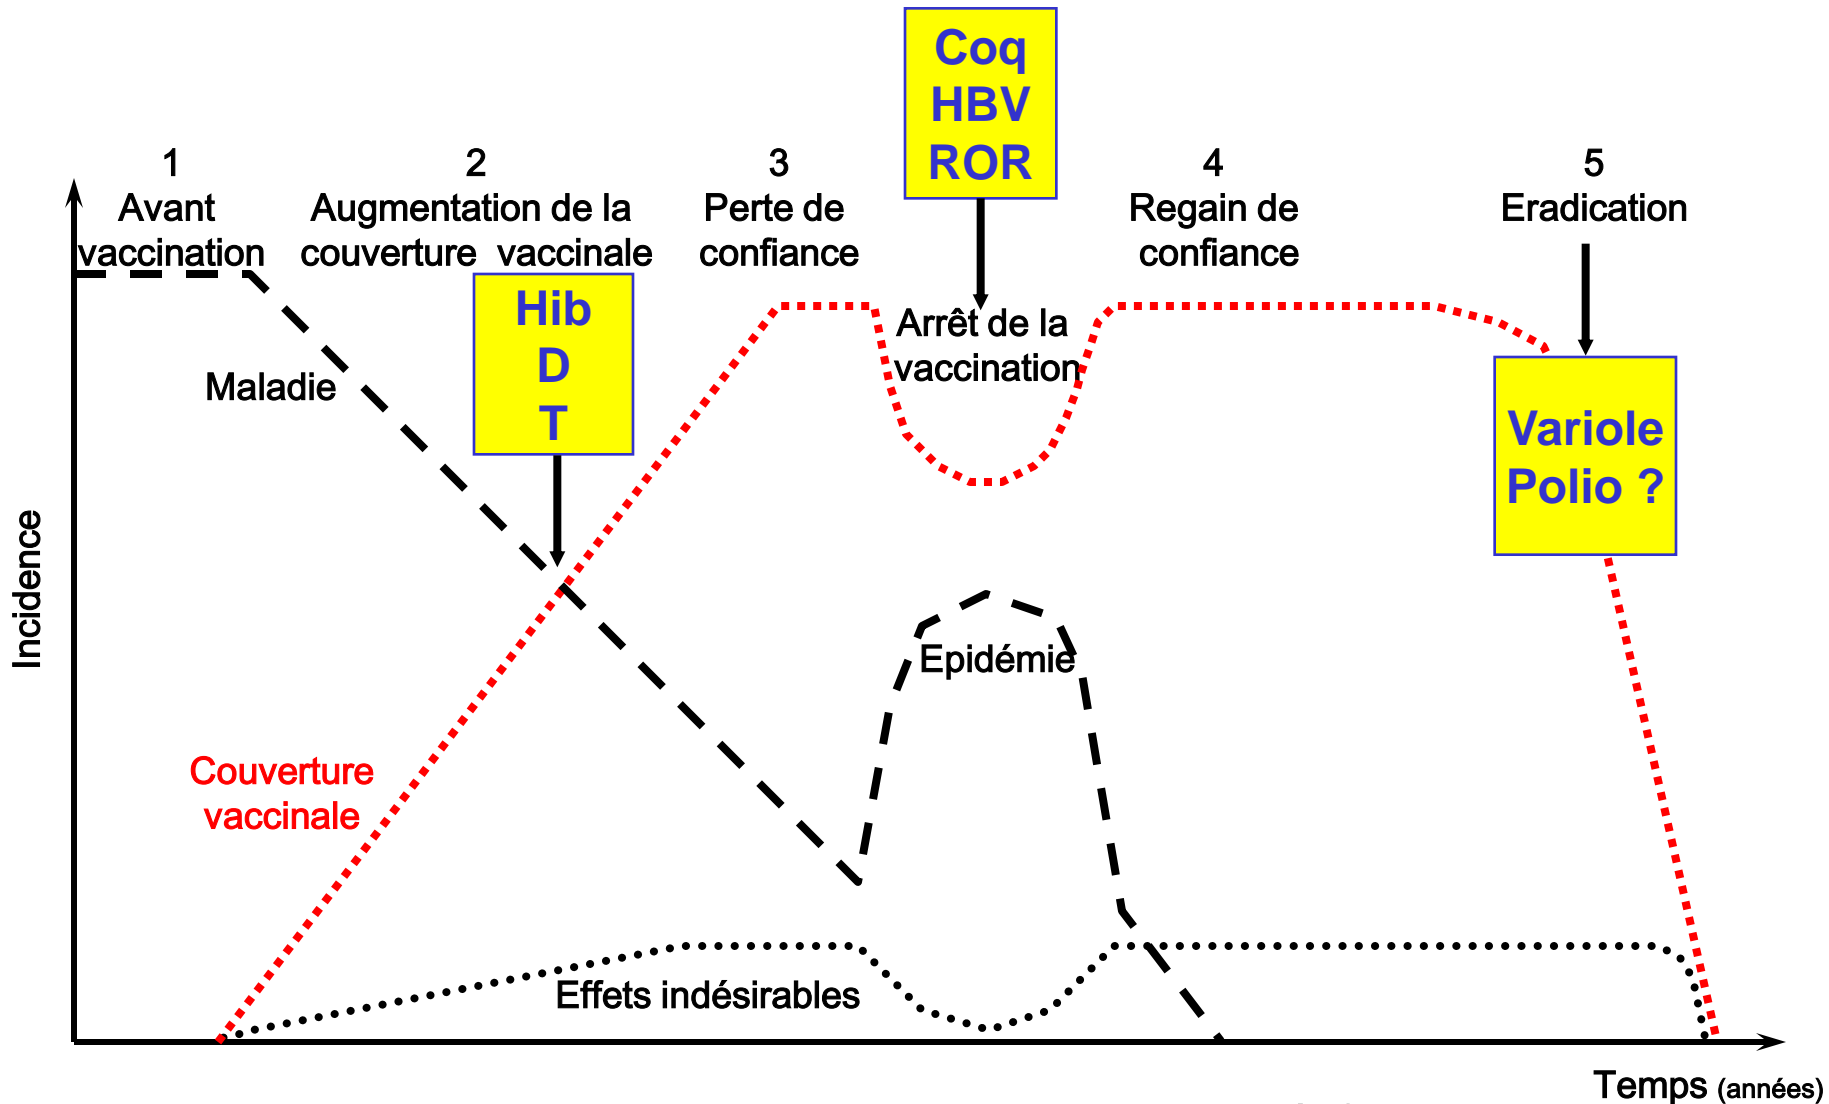 Coq
HBV
ROR
1
Avant
vaccination
2
Augmentation de la
couverture vaccinale
3
Perte de
confiance
4
Regain de
confiance
5
Eradication
Hib
D
T
Arrêt de la
vaccination
Maladie
Variole
Polio ?
Incidence
Epidémie
Couverture
vaccinale
Effets indésirables
Temps (années)